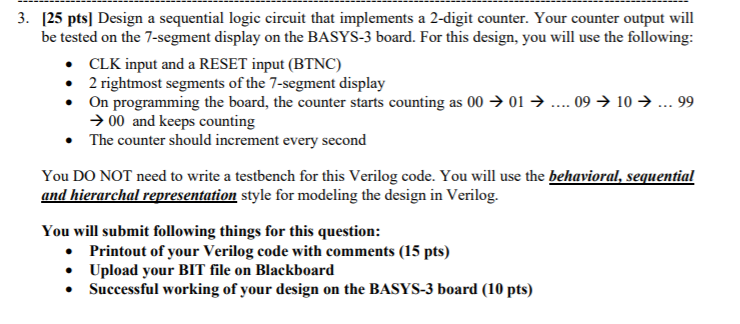 3. [25 pts] Design a sequential logic circuit that implements a 2-digit counter. Your counter output will
be tested on the 7-segment display on the BASYS-3 board. For this design, you will use the following:
• CLK input and a RESET input (BTNC)
• 2 rightmost segments of the 7-segment display
• On programming the board, the counter starts counting as 00 → 01 → …. 09 → 10 → … 99
→ 00 and keeps counting
• The counter should increment every second
You DO NOT need to write a testbench for this Verilog code. You will use the behavioral, sequential
and hierarchal representation style for modeling the design in Verilog.
You will submit following things for this question:
• Printout of your Verilog code with comments (15 pts)
• Upload your BIT file on Blackboard
• Successful working of your design on the BASYS-3 board (10 pts)